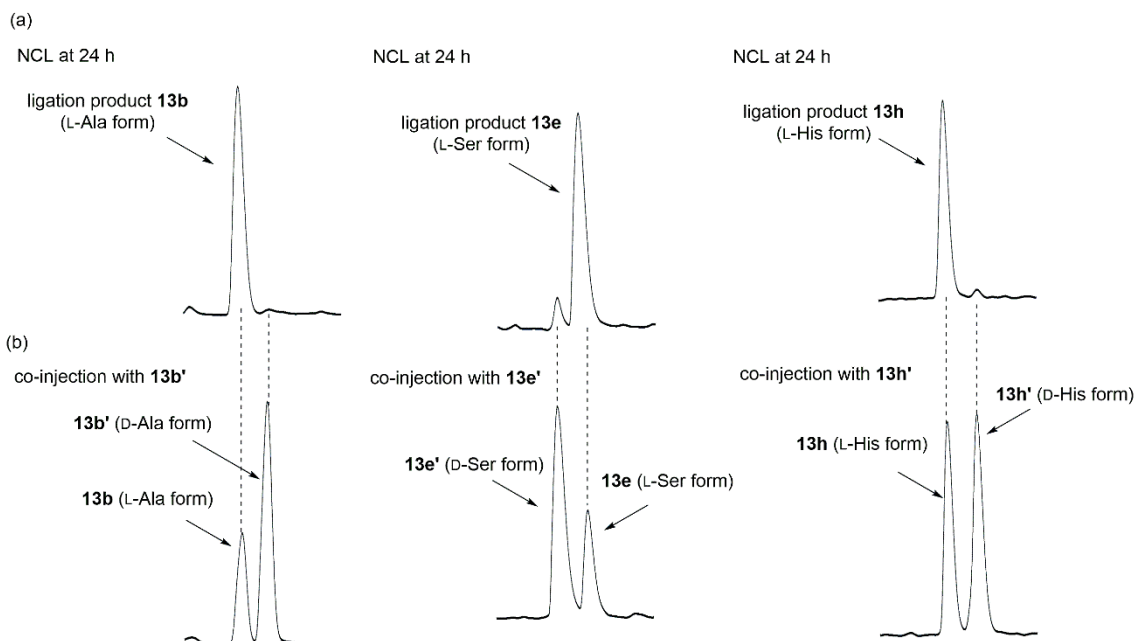 (a)
NCL at 24 h
ligation product 13b
(L-Ala form)
NCL at 24 h
ligation product 13e
(L-Ser form)
NCL at 24 h
ligation product 13h
(L-His form)
(b)
co-injection with 13b'
13b' (D-Ala form)
13b (L-Ala form)
co-injection with 13e'
13e' (D-Ser form)
13e (L-Ser form)
co-injection with 13h'
13h' (D-His form)
13h (L-His form)